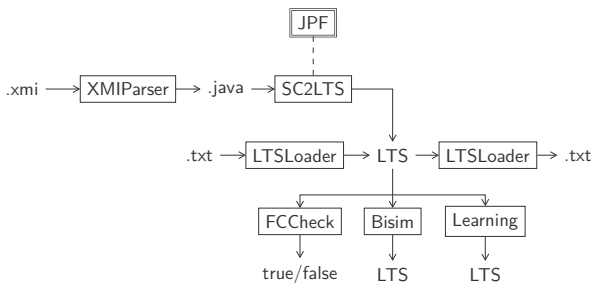 JPF
.xmi XMIParser .java SC2LTS
.txt LTSLoader LTS LTSLoader .txt
FCCheck Bisim Learning
true/false LTS LTS